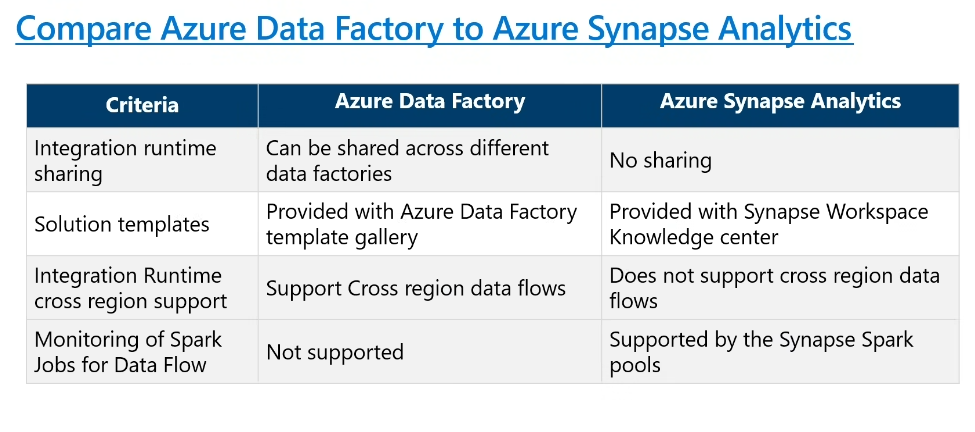 Compare Azure Data Factory to Azure Synapse Analytics
Criteria
Azure Data Factory
Azure Synapse Analytics
Integration runtime
sharing
Can be shared across different
data factories
No sharing
Solution templates
Provided with Azure Data Factory
template gallery
Provided with Synapse Workspace
Knowledge center
Integration Runtime
cross region support
Support Cross region data flows
Does not support cross region data
flows
Monitoring of Spark
Jobs for Data Flow
Not supported
Supported by the Synapse Spark
pools